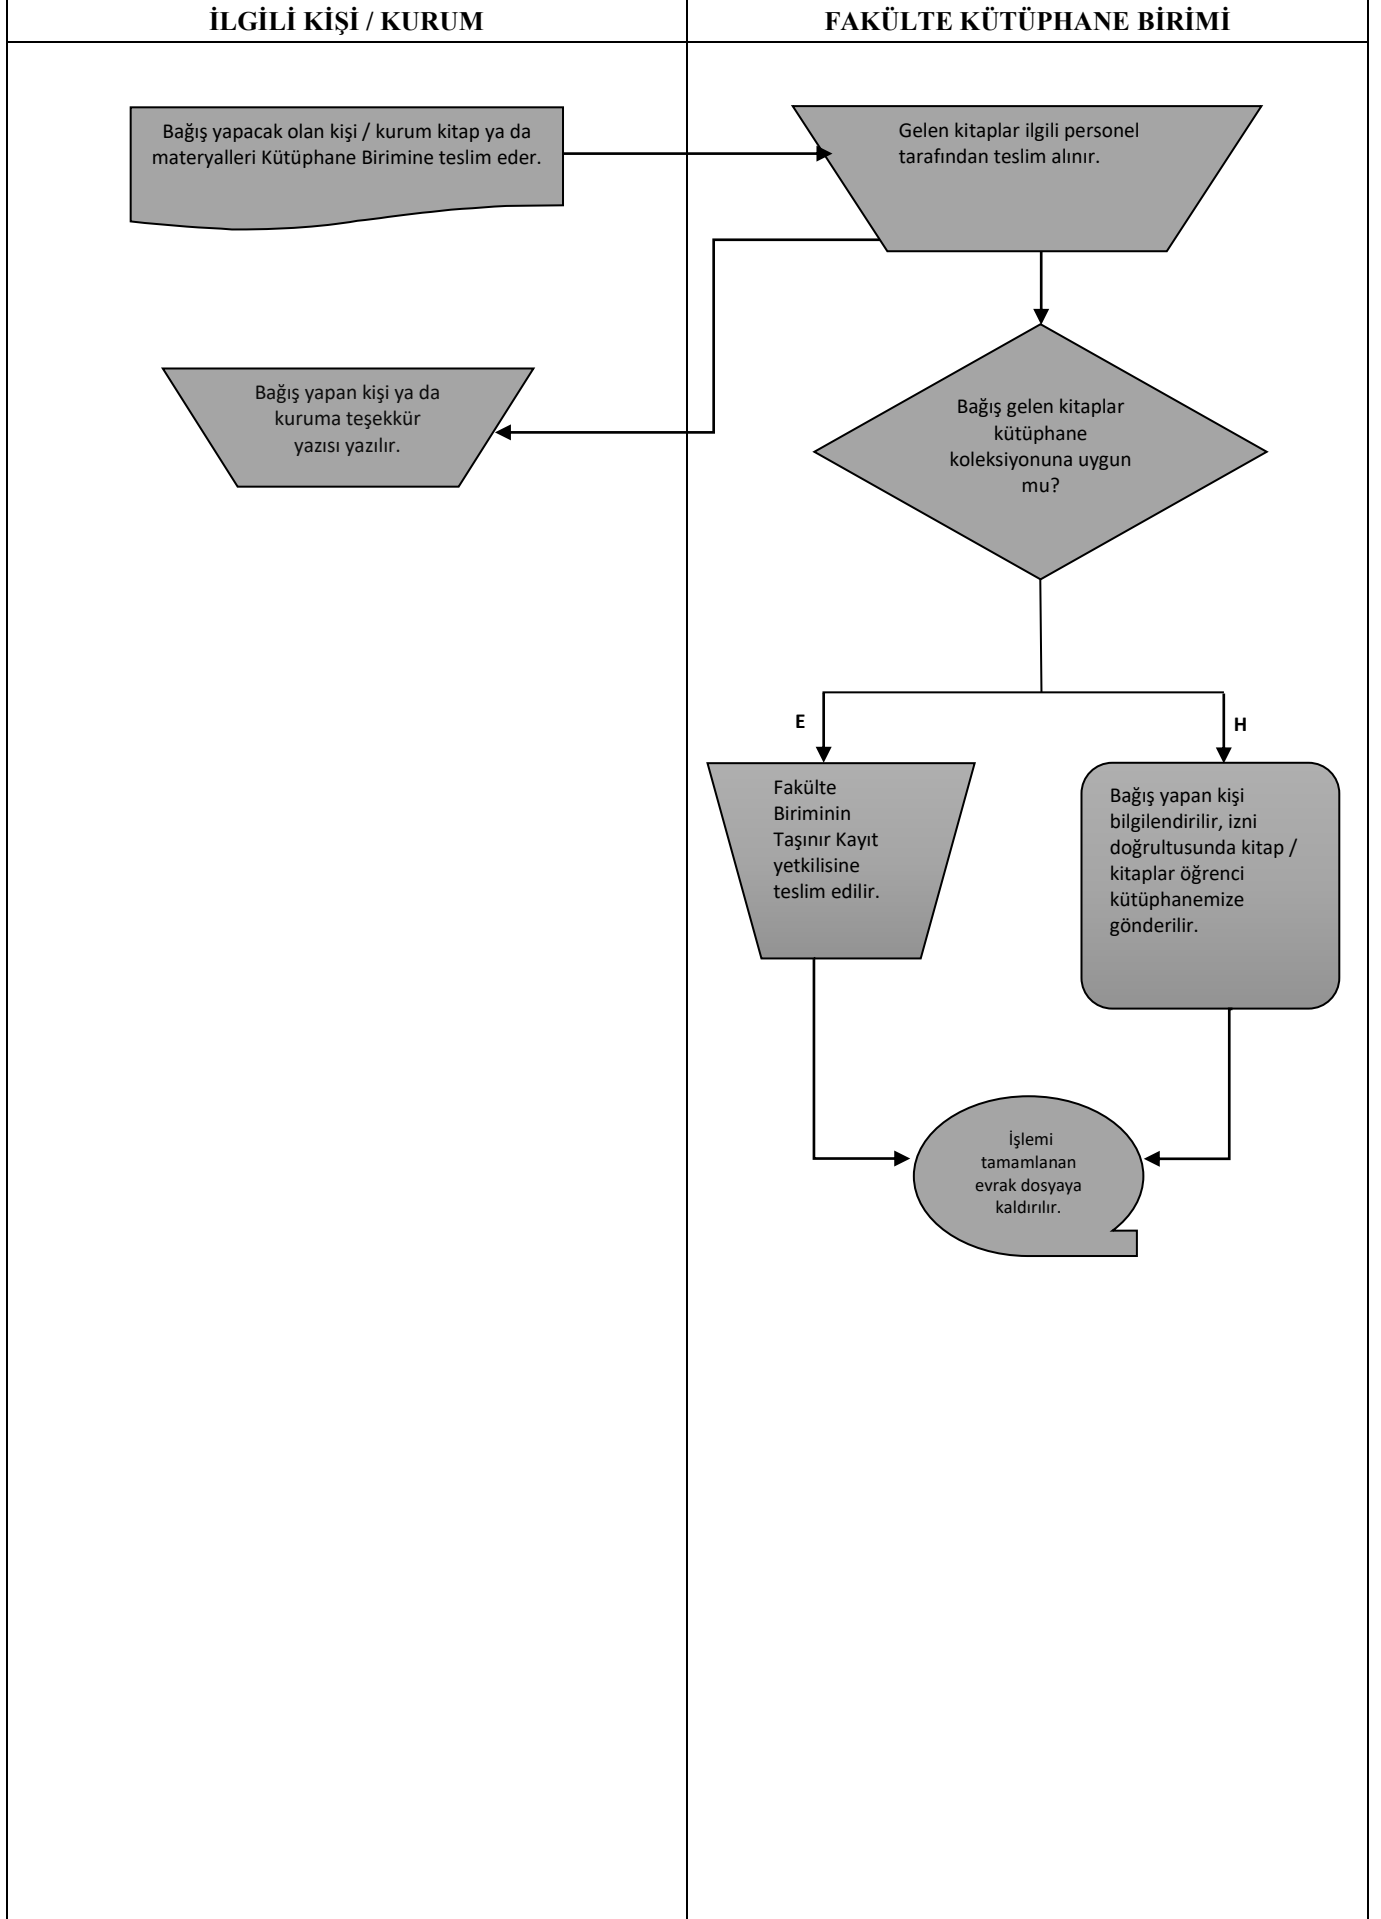 İLGİLİ KİŞİ / KURUM
FAKÜLTE KÜTÜPHANE BİRİMİ
Bağış yapacak olan kişi / kurum kitap ya da
materyalleri Kütüphane Birimine teslim eder.
Gelen kitaplar ilgili personel
tarafından teslim alınır.
Bağış yapan kişi ya da
kuruma teşekkür
yazısı yazılır.
Bağış gelen kitaplar
kütüphane
koleksiyonuna uygun
mu?
E
H
Fakülte
Biriminin
Taşınır Kayıt
yetkilisine
teslim edilir.
Bağış yapan kişi
bilgilendirilir, izni
doğrultusunda kitap /
kitaplar öğrenci
kütüphanemize
gönderilir.
İşlemi
tamamlanan
evrak dosyaya
kaldırılır.